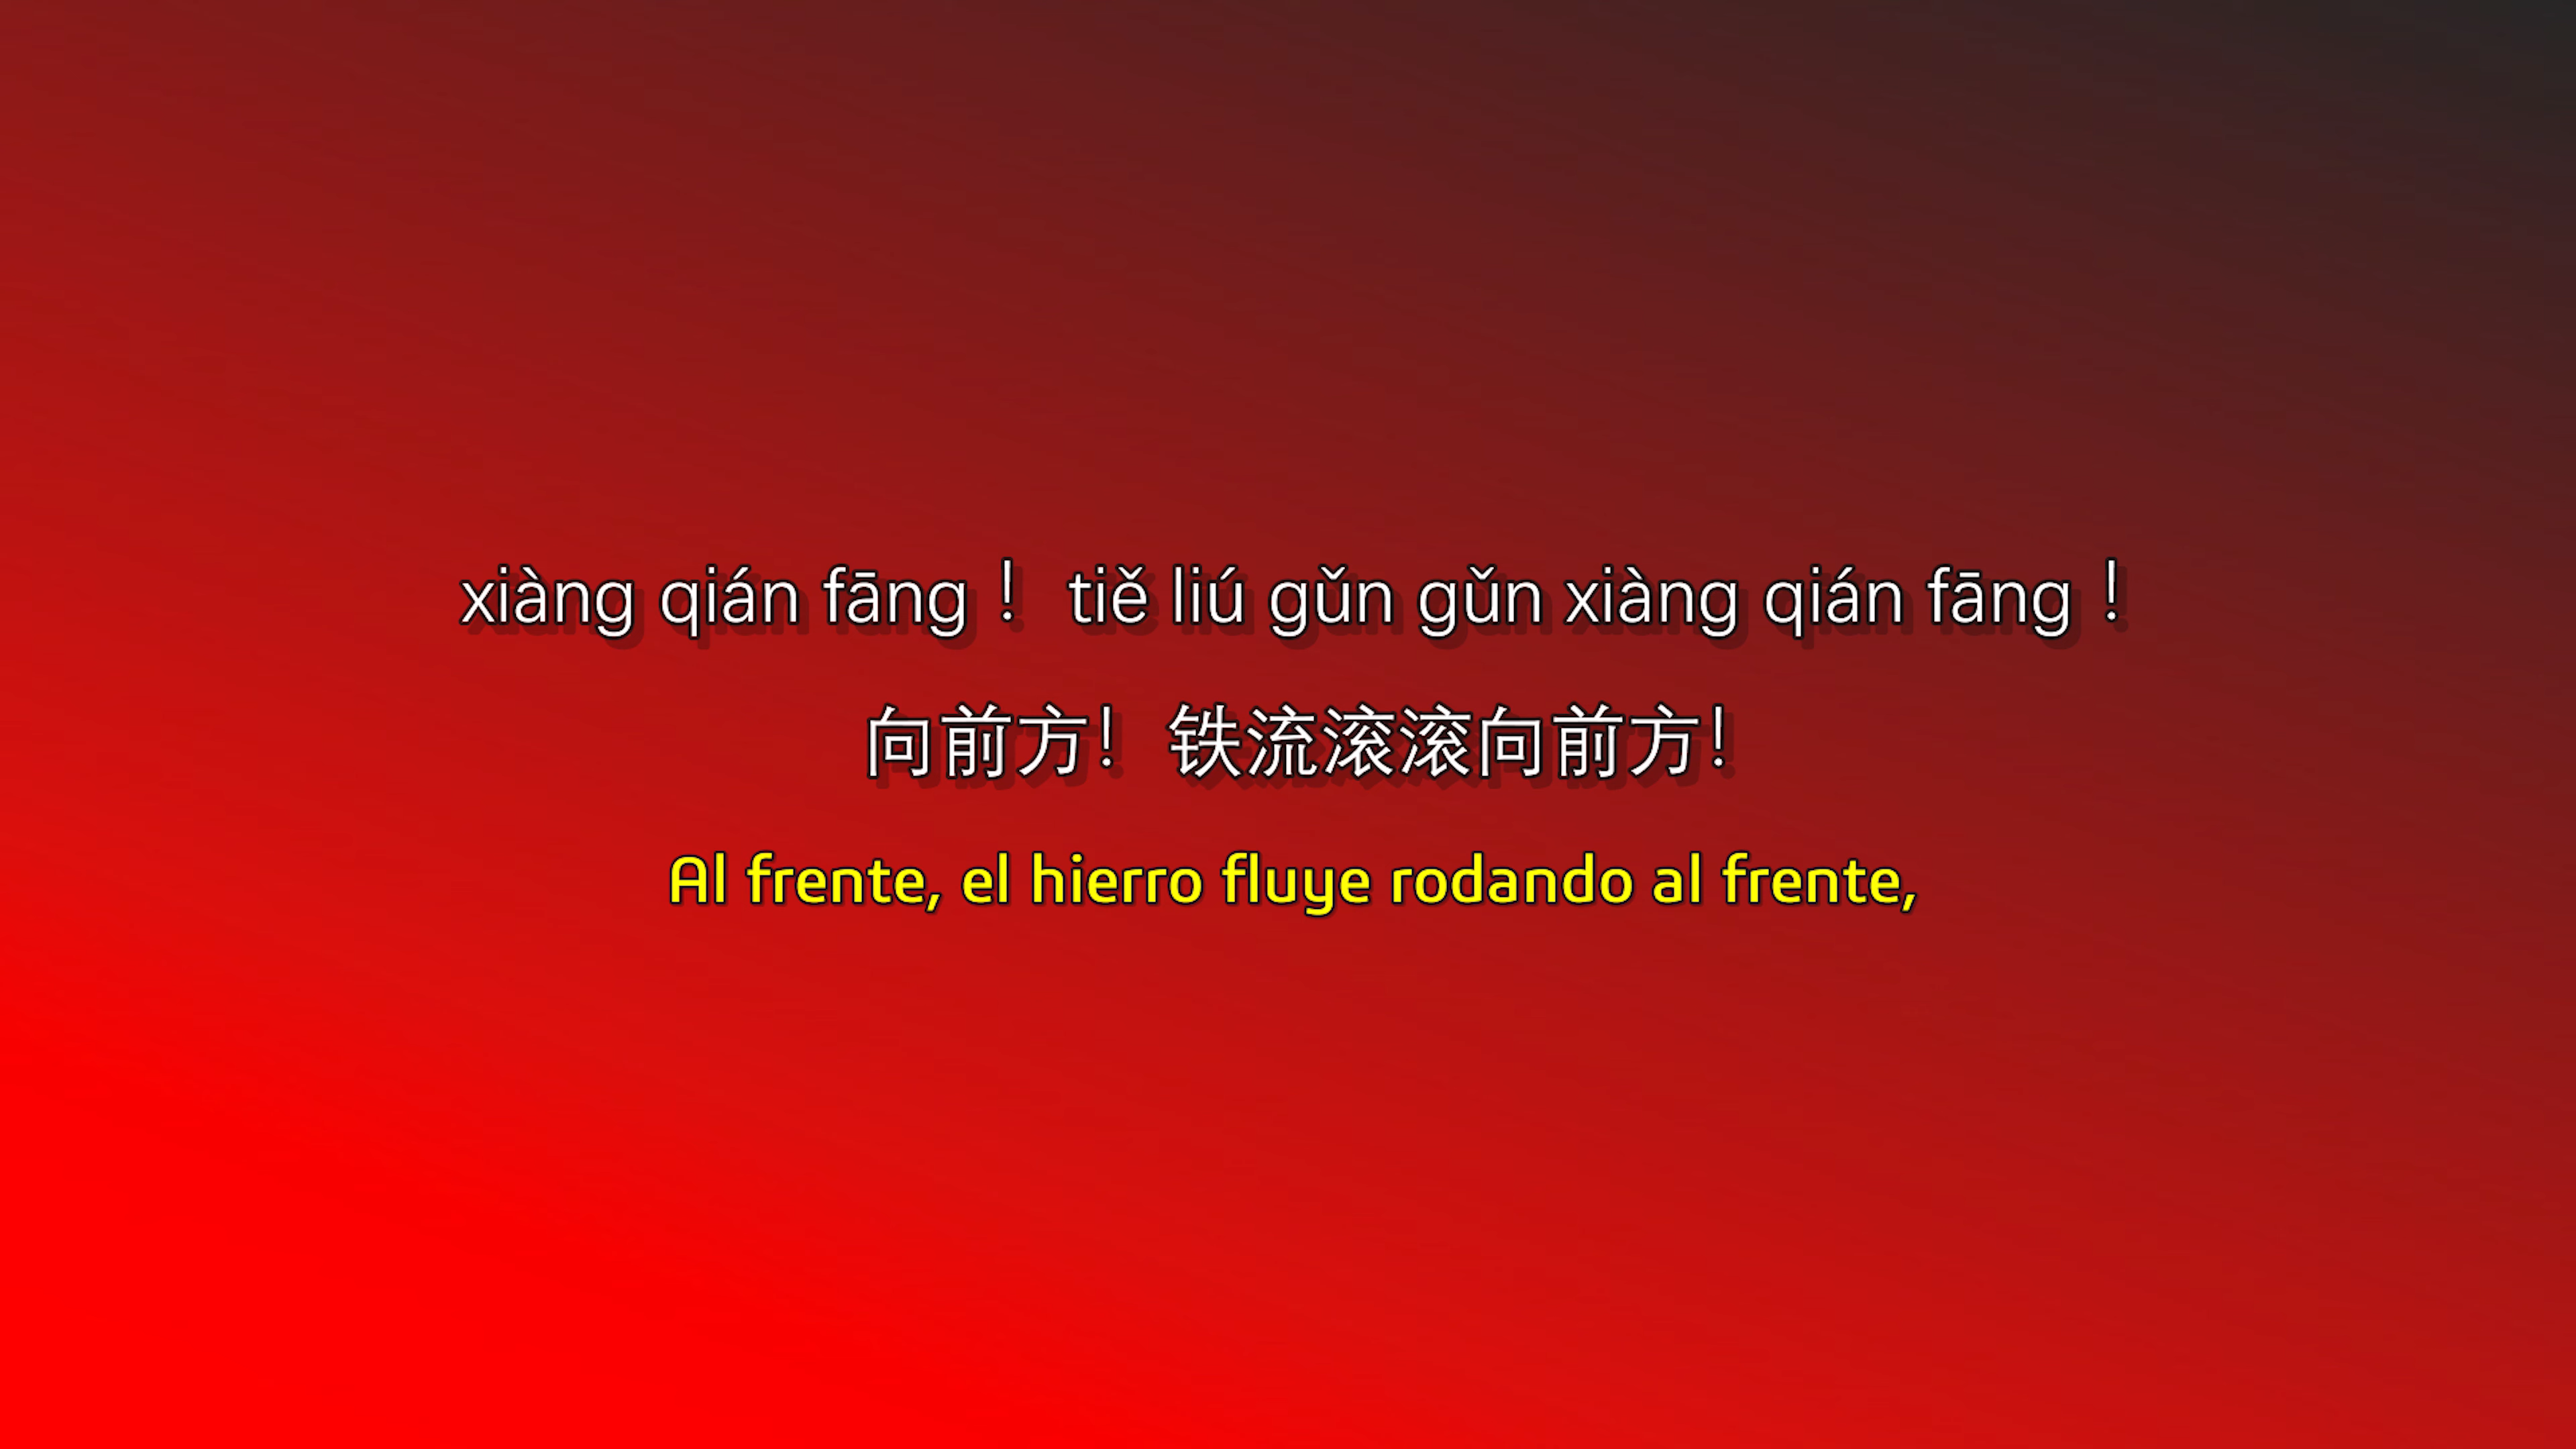 xiàng qián fāng！ tiě liú gǔn gǔn xiàng qián fāng！
向前方！铁流滚滚向前方！
Al frente, el hierro fluye rodando al frente,